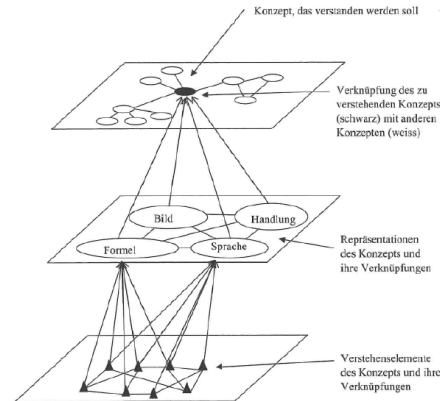 Konzept, das verstanden werden soll
Verknüpfung des zu
verstehenden Konzepts
(schwarz) mit anderen
Konzepten (weiss)
Bild
Handlung
Formel
Sprache
Repräsentationen
des Konzepts und
ihre Verknüpfungen
Verstehenselemente
des Konzepts und ihre
Verknüpfungen